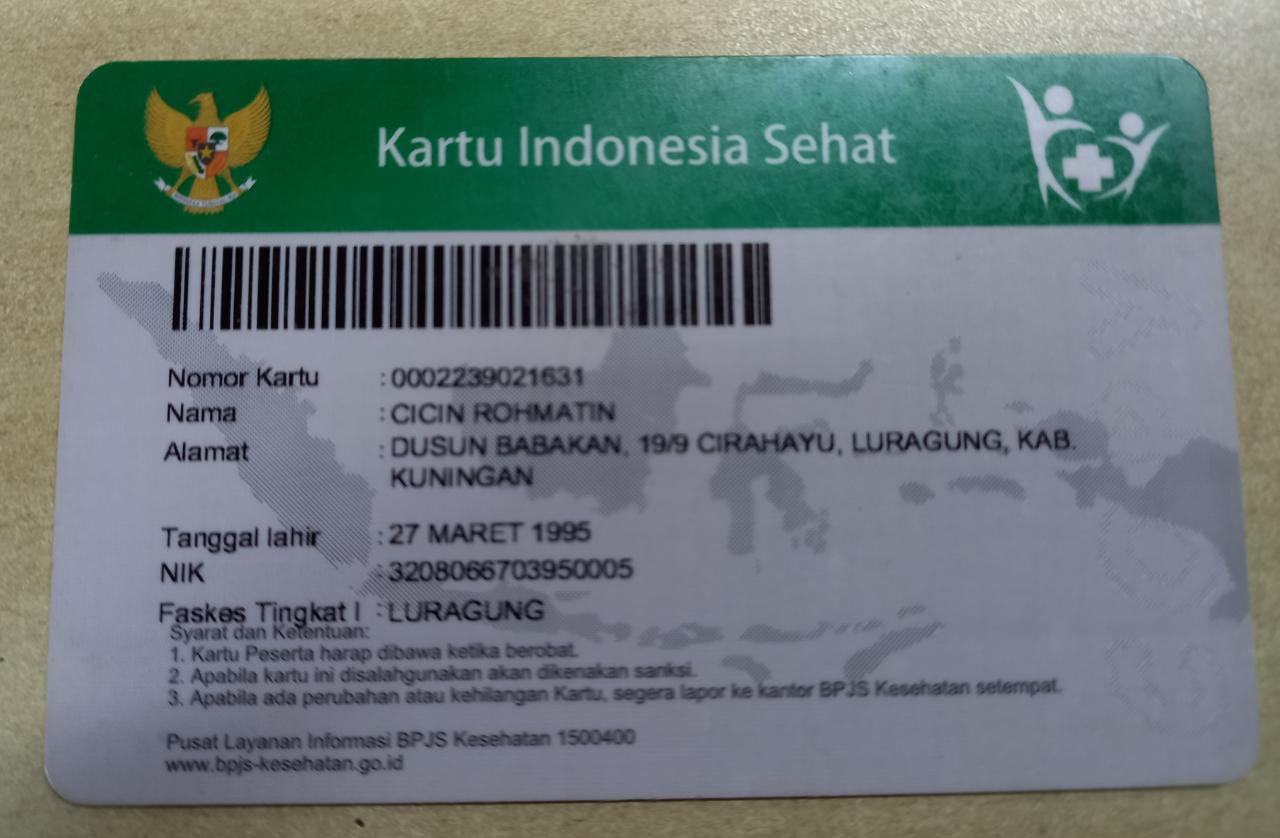 Kartu Indonesia Sehat
Nomor Kartu : 0002239021631
Nama : CICIN ROHMATIN
Alamat : DUSUN BABAKAN, 19/9 CIRAHAYU, LURAGUNG, KAB.
KUNINGAN
Tanggal lahir : 27 MARET 1995
NIK : 3208066703950005
Faskes Tingkat I : LURAGUNG
Syarat dan Ketentuan:
1. Kartu Peserta harap dibawa ketika berobat.
2. Apabila kartu ini disalahgunakan akan dikenakan sanksi.
3. Apabila ada perubahan atau kehilangan Kartu, segera lapor ke kantor BPJS Kesehatan setempat.
Pusat Layanan Informasi BPJS Kesehatan 1500400
www.bpjs-kesehatan.go.id